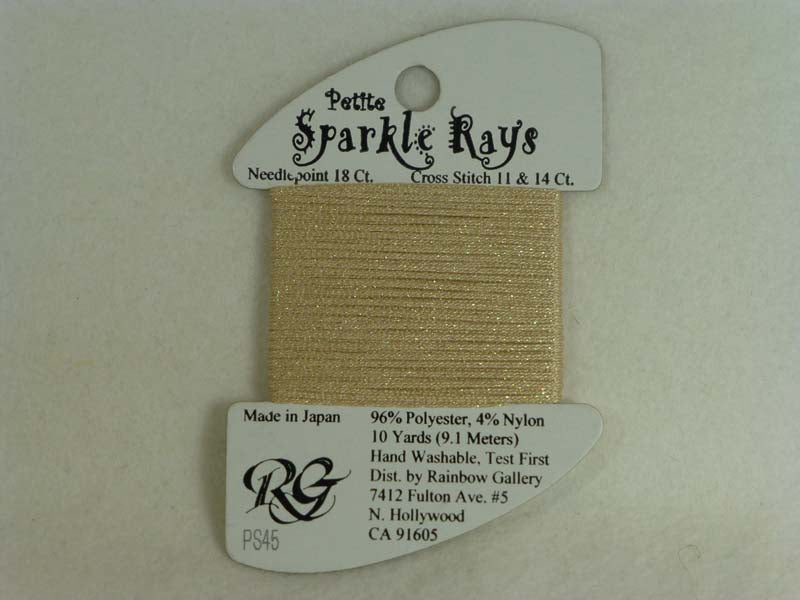 Petite
Sparkle Rays
Needlepoint 18 Ct. Cross Stitch 11 & 14 Ct.
Made in Japan
RG
PS45
96% Polyester, 4% Nylon
10 Yards (9.1 Meters)
Hand Washable, Test First
Dist. by Rainbow Gallery
7412 Fulton Ave. #5
N. Hollywood
CA 91605